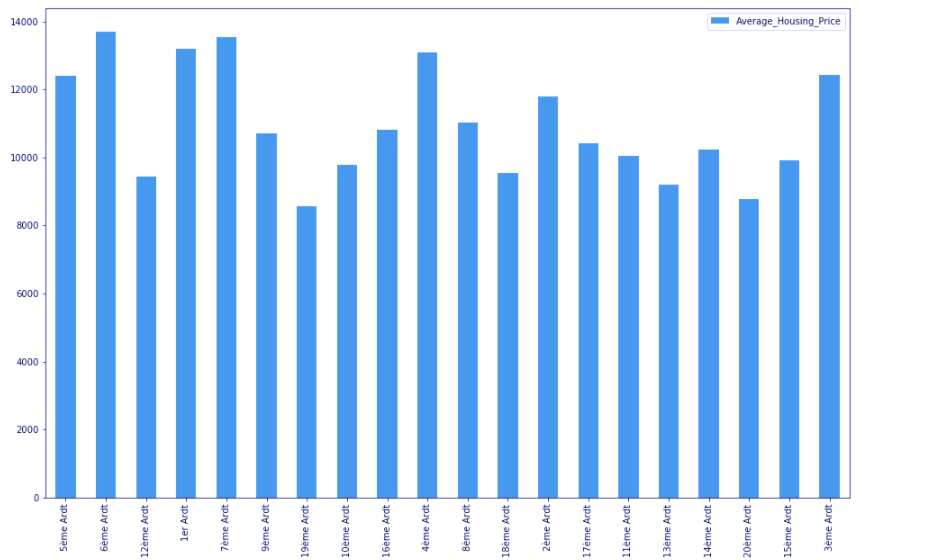 14000
12000
10000
8000
6000
4000
2000
0
Average_Housing_Price
5ème Ardt
6ème Ardt
12ème Ardt
1er Ardt
7ème Ardt
9ème Ardt
19ème Ardt
10ème Ardt
16ème Ardt
4ème Ardt
8ème Ardt
18ème Ardt
2ème Ardt
17ème Ardt
11ème Ardt
13ème Ardt
14ème Ardt
20ème Ardt
15ème Ardt
3ème Ardt